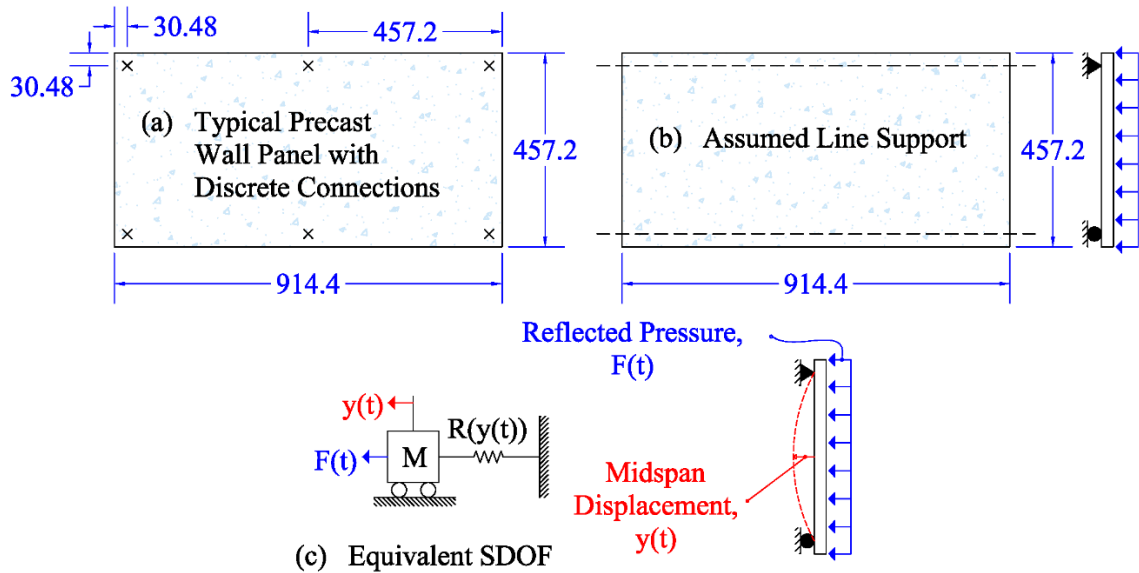 30.48
457.2
30.48
(a) Typical Precast
Wall Panel with
Discrete Connections
457.2
914.4
(b) Assumed Line Support
457.2
914.4
Reflected Pressure,
F(t)
y(t)
R(y(t))
F(t)
M
Midspan
Displacement,
y(t)
(c) Equivalent SDOF